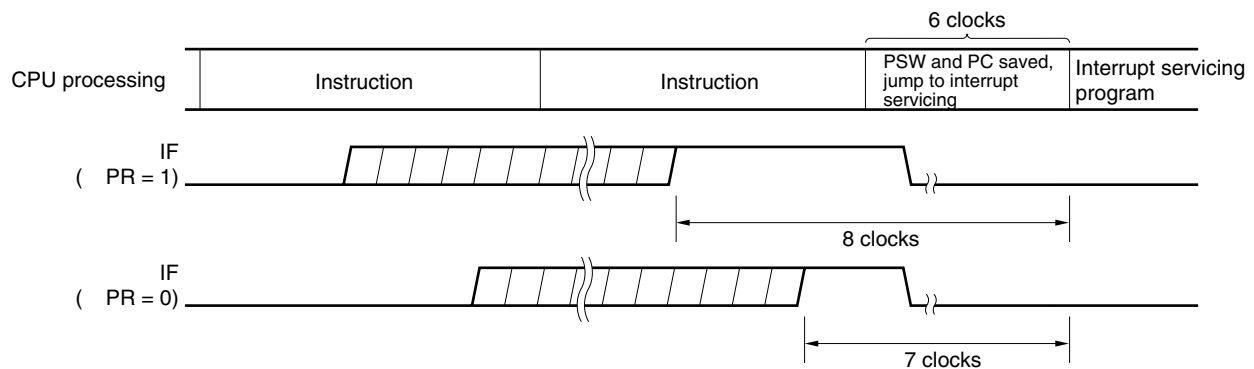 6 clocks
CPU processing
Instruction
Instruction
PSW and PC saved,
jump to interrupt
servicing
Interrupt servicing
program
IF
( PR = 1)
8 clocks
IF
( PR = 0)
7 clocks